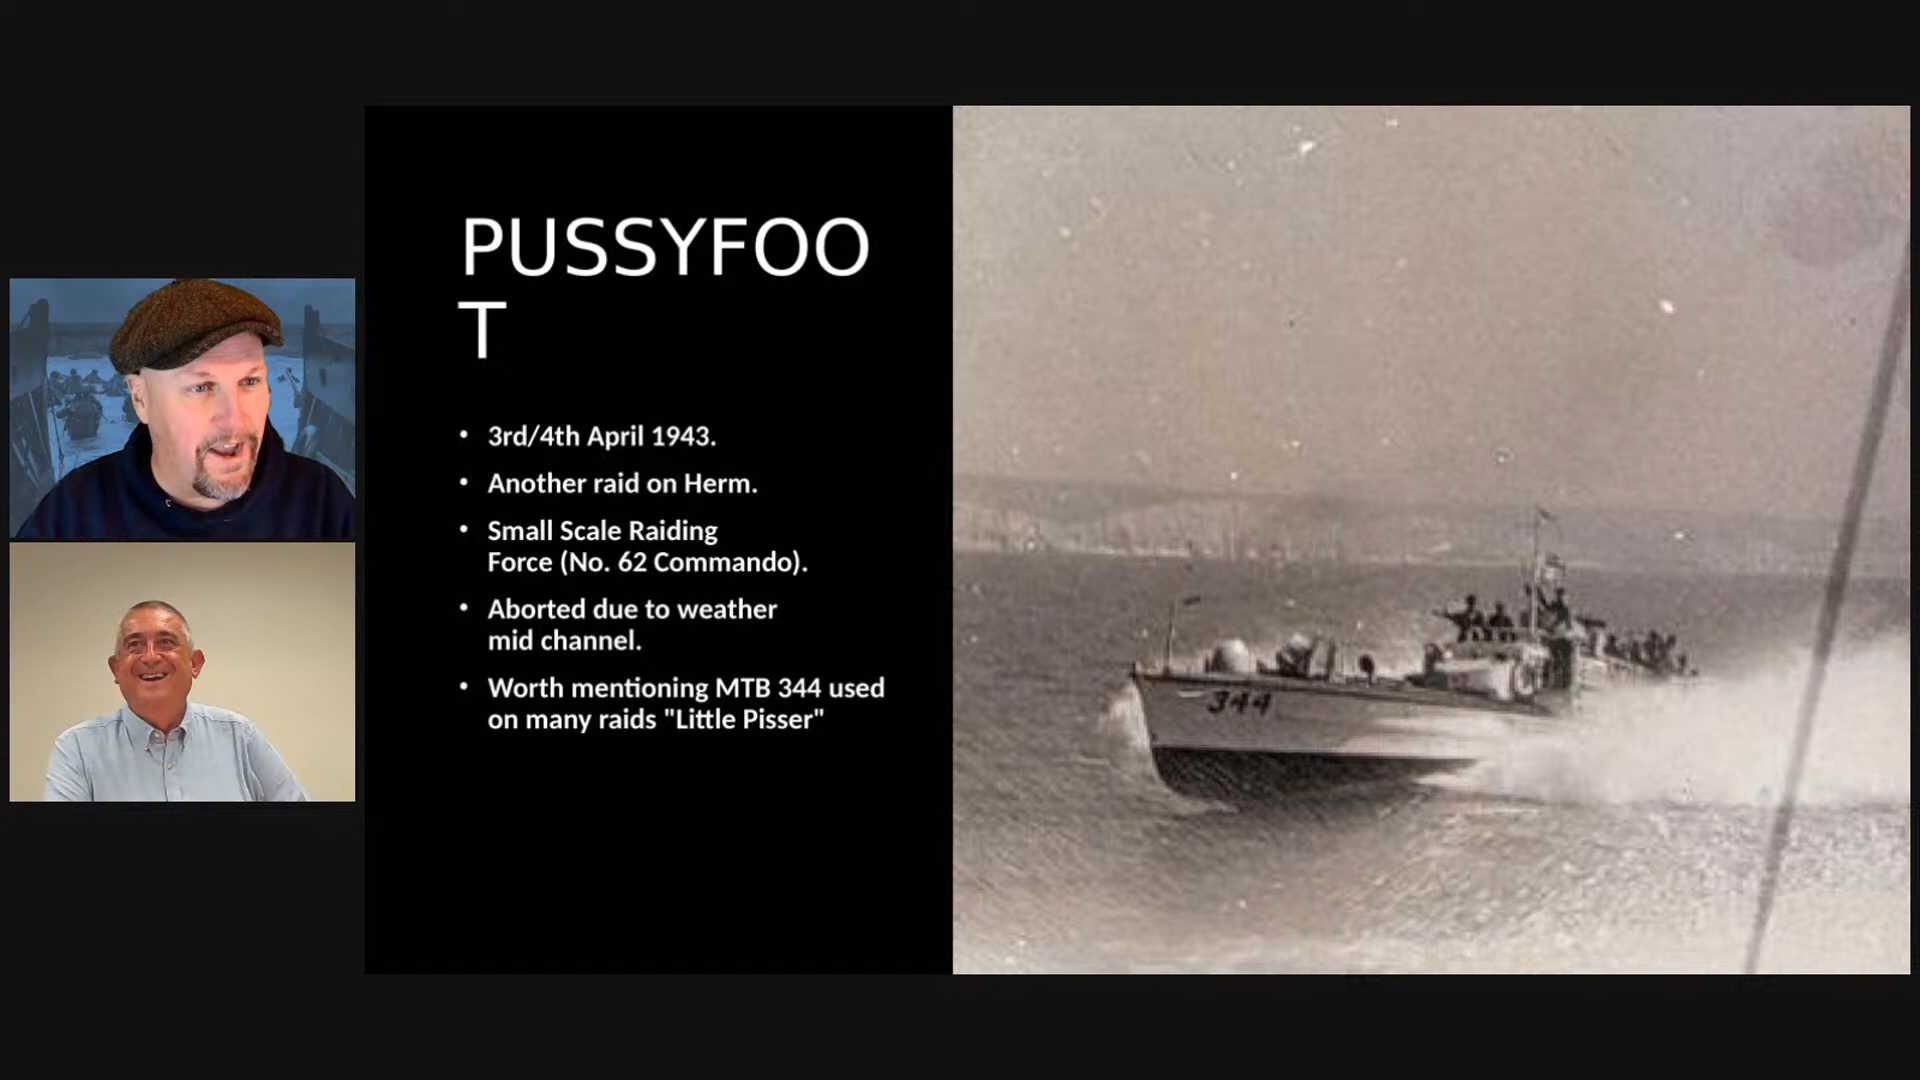 PUSSYFOO
T
• 3rd/4th April 1943.
• Another raid on Herm.
• Small Scale Raiding
Force (No. 62 Commando).
• Aborted due to weather
mid channel.
• Worth mentioning MTB 344 used
on many raids "Little Pisser"
344